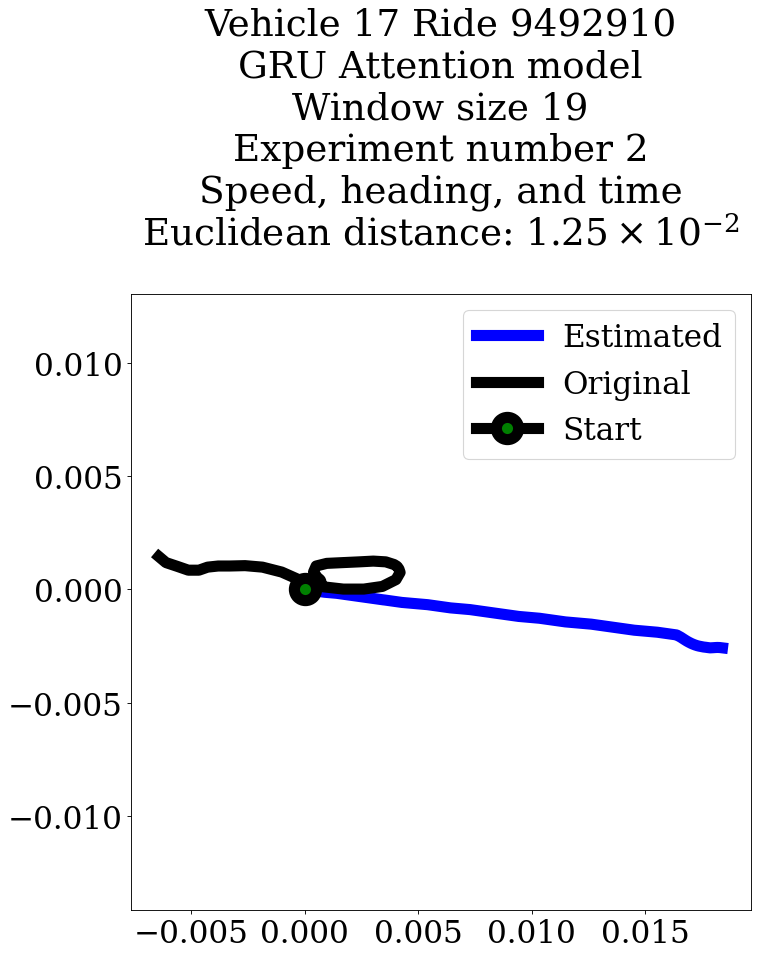 Vehicle 17 Ride 9492910
GRU Attention model
Window size 19
Experiment number 2
Speed, heading, and time
Euclidean distance: 1.25 × 10⁻²
Estimated
Original
Start
0.010
0.005
0.000
−0.005
−0.010
−0.005 0.000 0.005 0.010 0.015